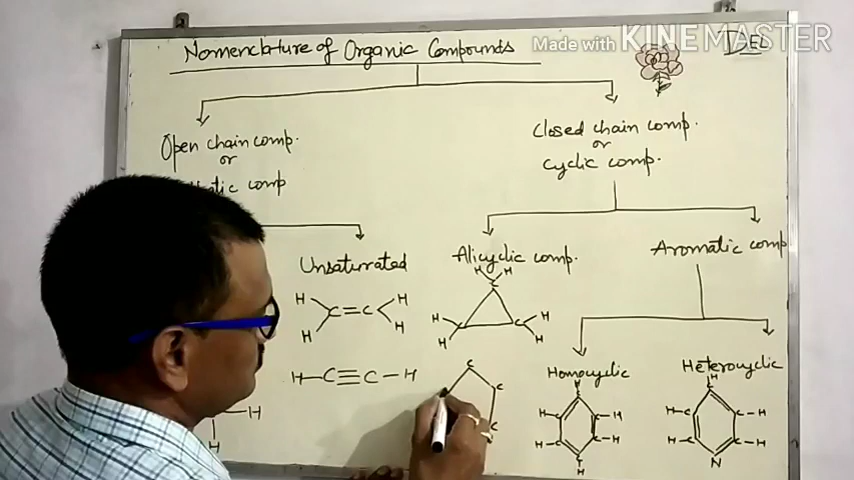 Nomenclature of Organic Compounds
Made with KINEMASTER
Open chain comp.
or
comp
Closed chain comp.
or
Cyclic comp.
Unsaturated
Alicyclic comp.
Aromatic comp
Homocyclic
Heterocyclic
H H
C
H C C H
H H
H C=C H
H H
H-C≡C-H
C
C
C
H
C
H-C C-H
H-C C-H
C
H
H
C
H-C C-H
H-C C-H
N
-H
H